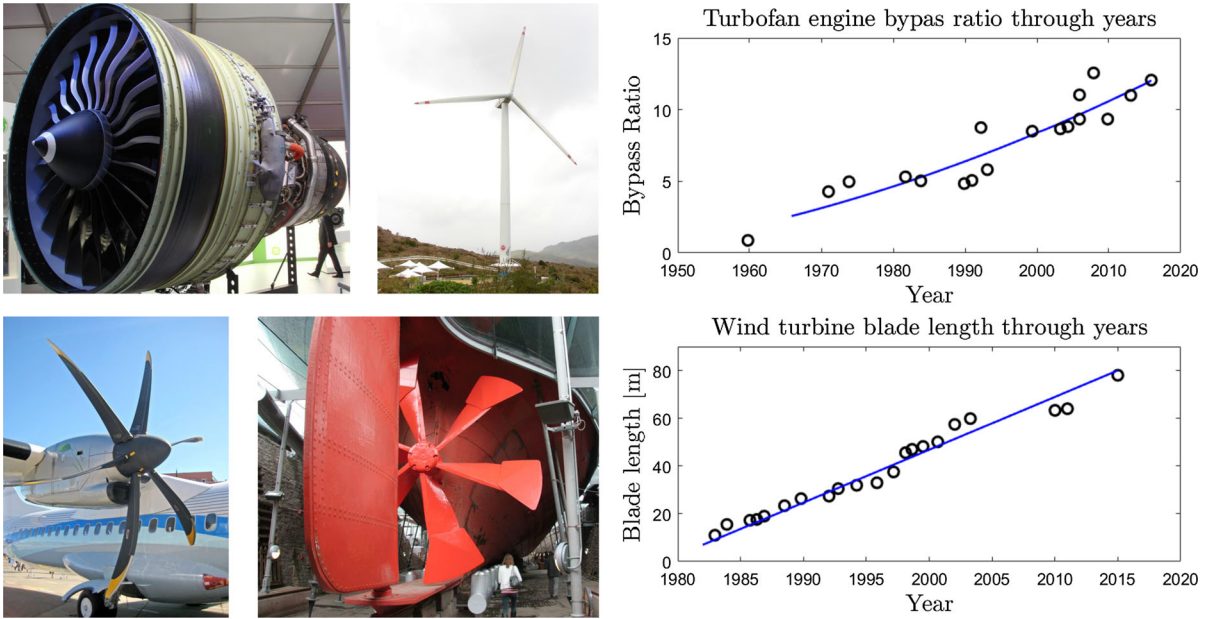 Turbofan engine bypas ratio through years
15
10
5
0
Bypass Ratio
1950 1960 1970 1980 1990 2000 2010 2020
Year
Wind turbine blade length through years
80
60
40
20
0
Blade length [m]
1980 1985 1990 1995 2000 2005 2010 2015 2020
Year